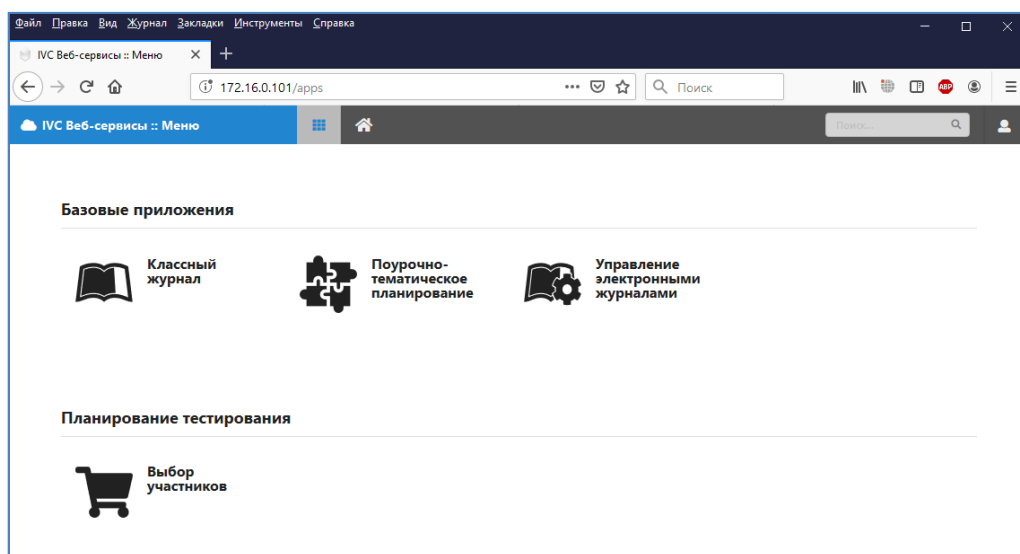 Файл Правка Вид Журнал Закладки Инструменты Справка
IVC Веб-сервисы :: Меню
172.16.0.101/apps
Поиск
ABP
IVC Веб-сервисы :: Меню
Поиск...
Базовые приложения
Классный
журнал
Поурочно-
тематическое
планирование
Управление
электронными
журналами
Планирование тестирования
Выбор
участников